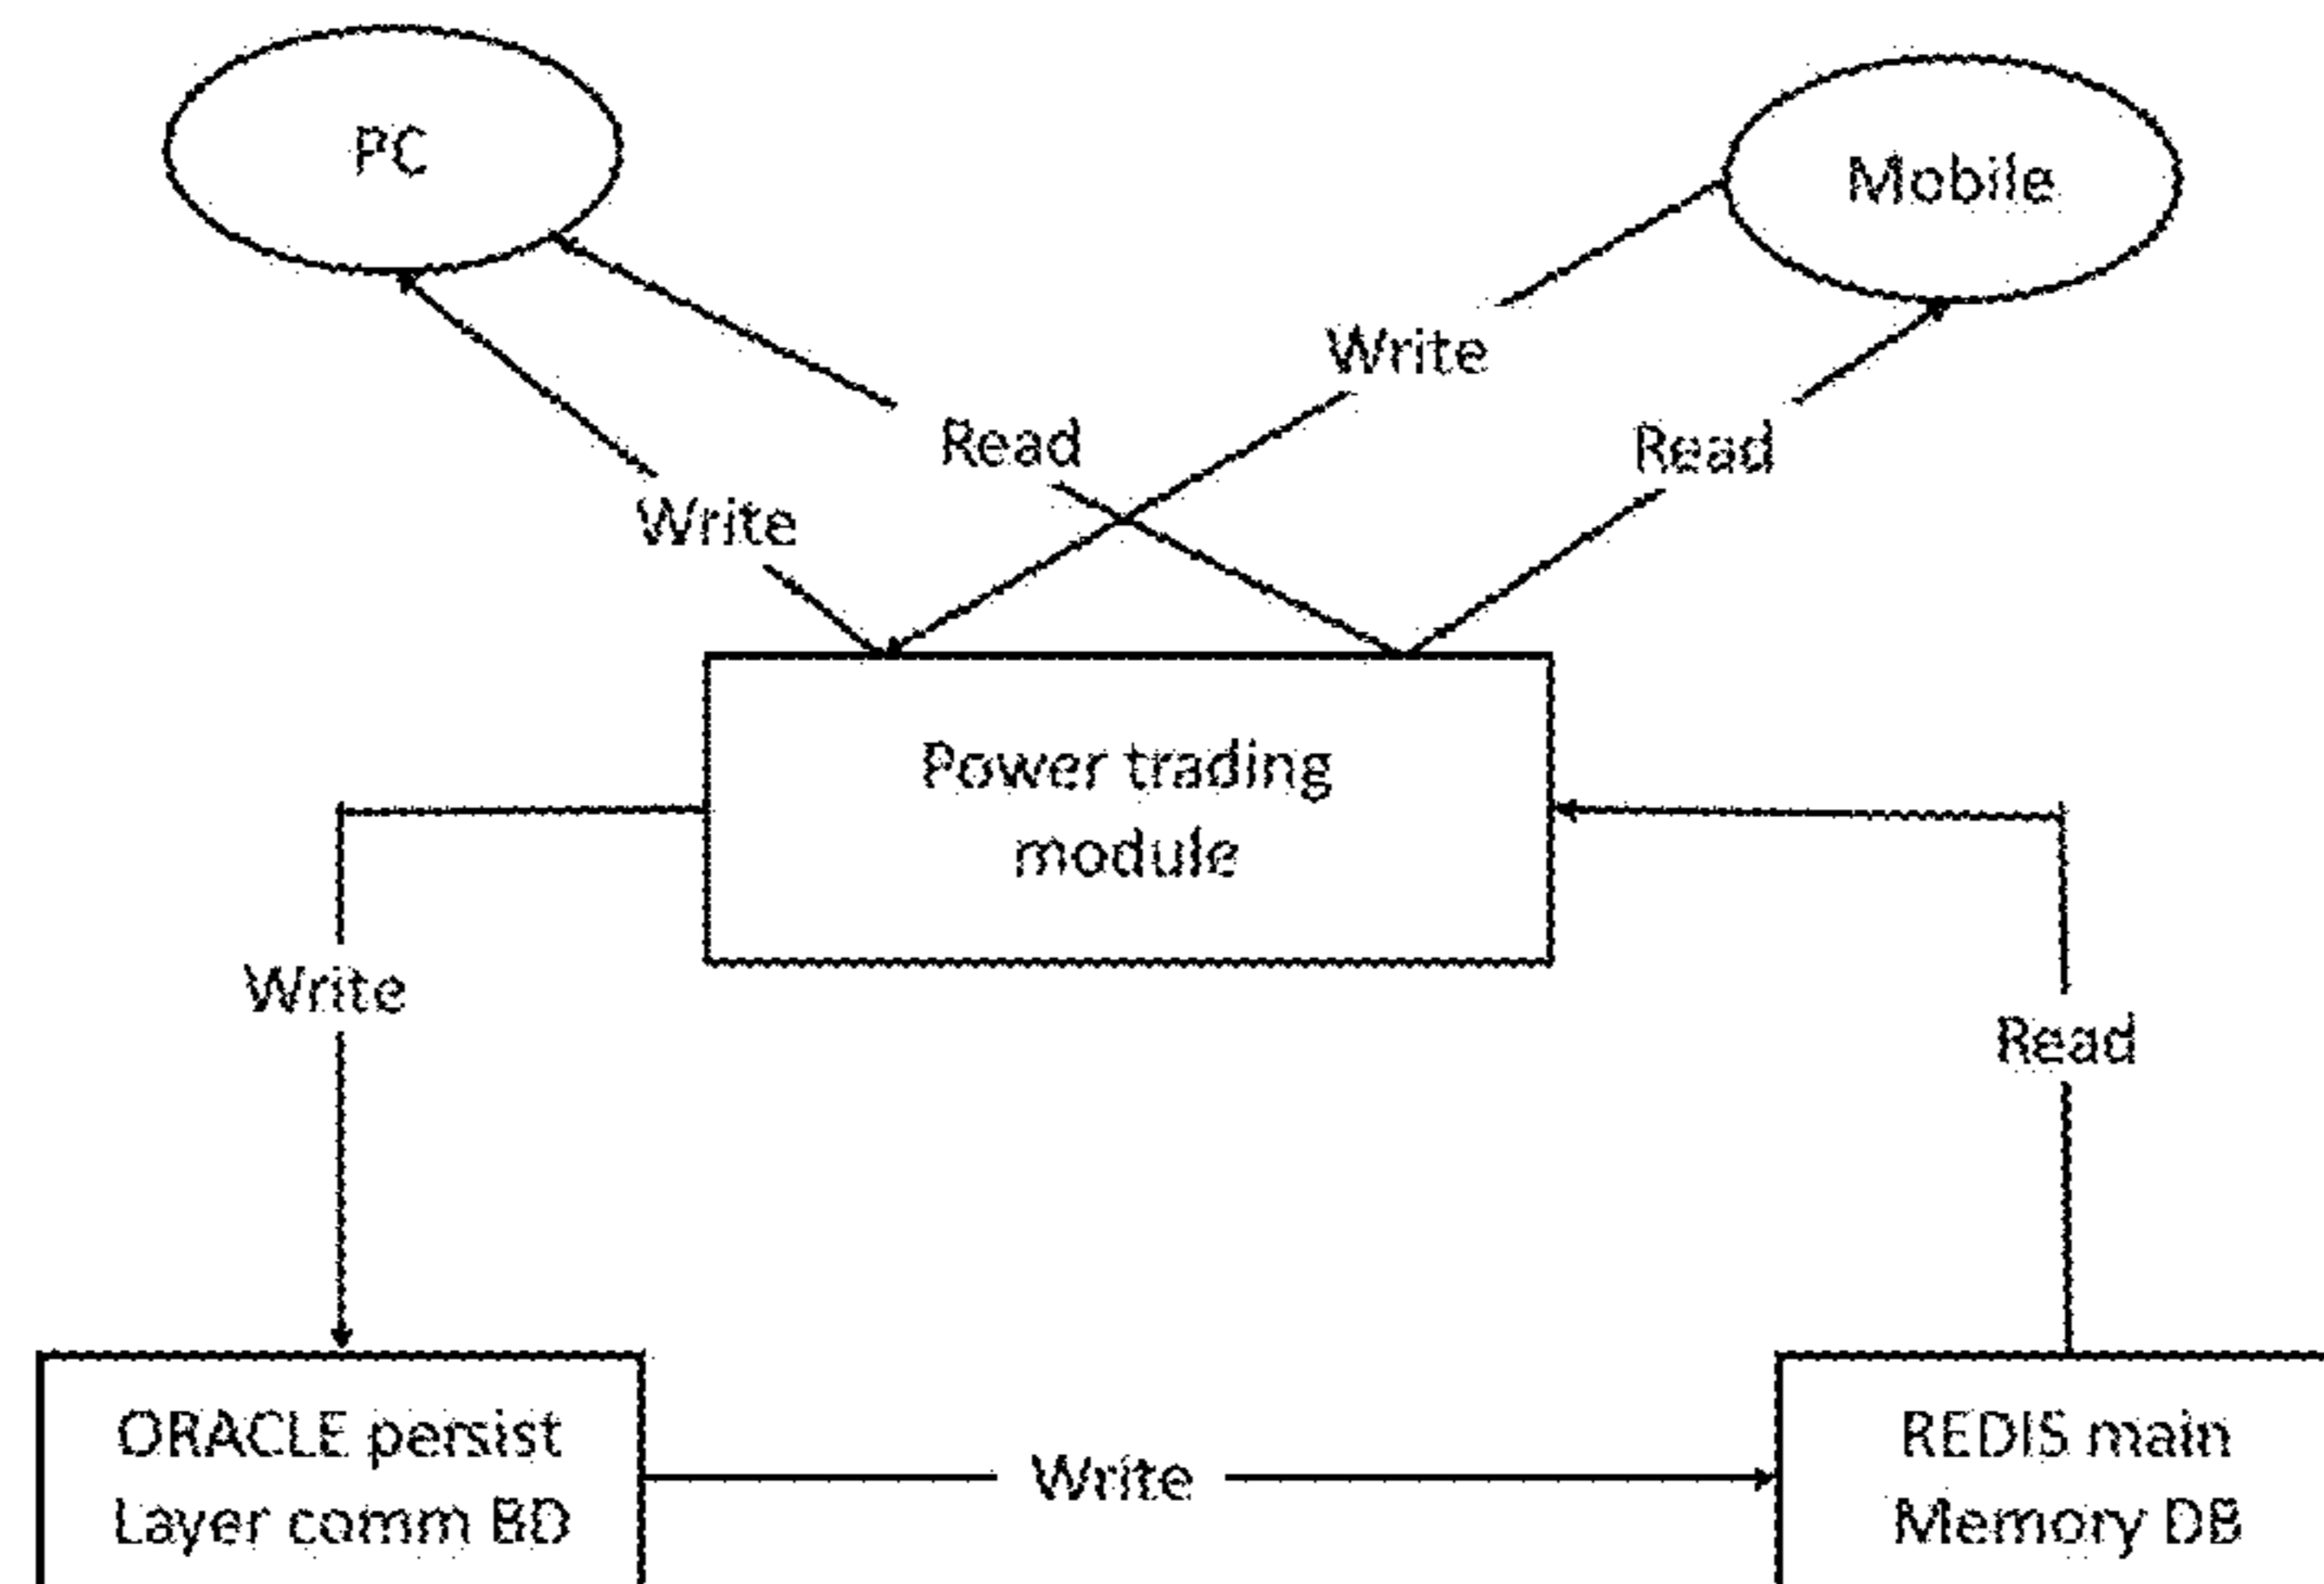 PC
Mobile
Write
Read
Read
Write
Power trading
module
Write
Read
ORACLE persist
Layer comm BD
Write
REDIS main
Memory DB